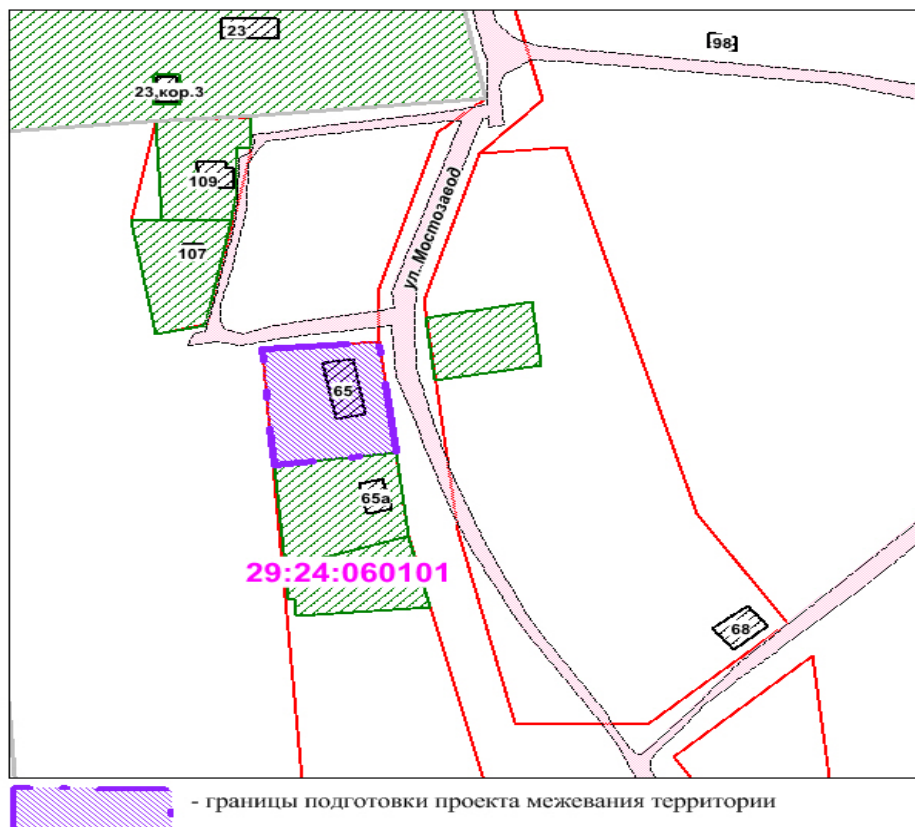 23
98
23,кор.3
109
ул. Мостозавод
107
65
65а
29:24:060101
68
- границы подготовки проекта межевания территории